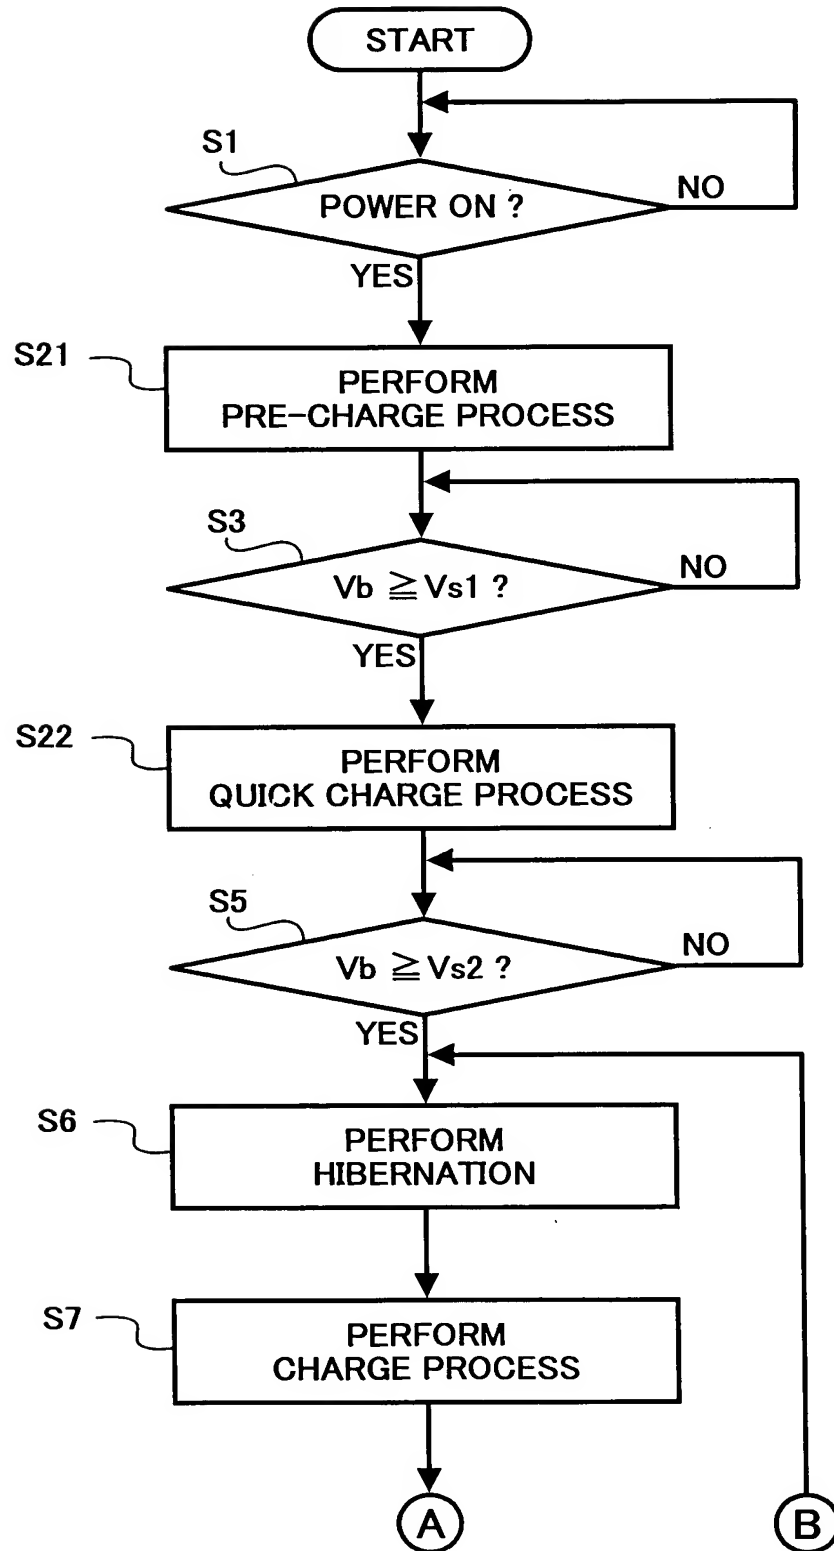 START
S1
POWER ON ?
NO
YES
S21
PERFORM
PRE-CHARGE PROCESS
S3
Vb ≧ Vs1 ?
NO
YES
S22
PERFORM
QUICK CHARGE PROCESS
S5
Vb ≧ Vs2 ?
NO
YES
S6
PERFORM
HIBERNATION
S7
PERFORM
CHARGE PROCESS
A
B